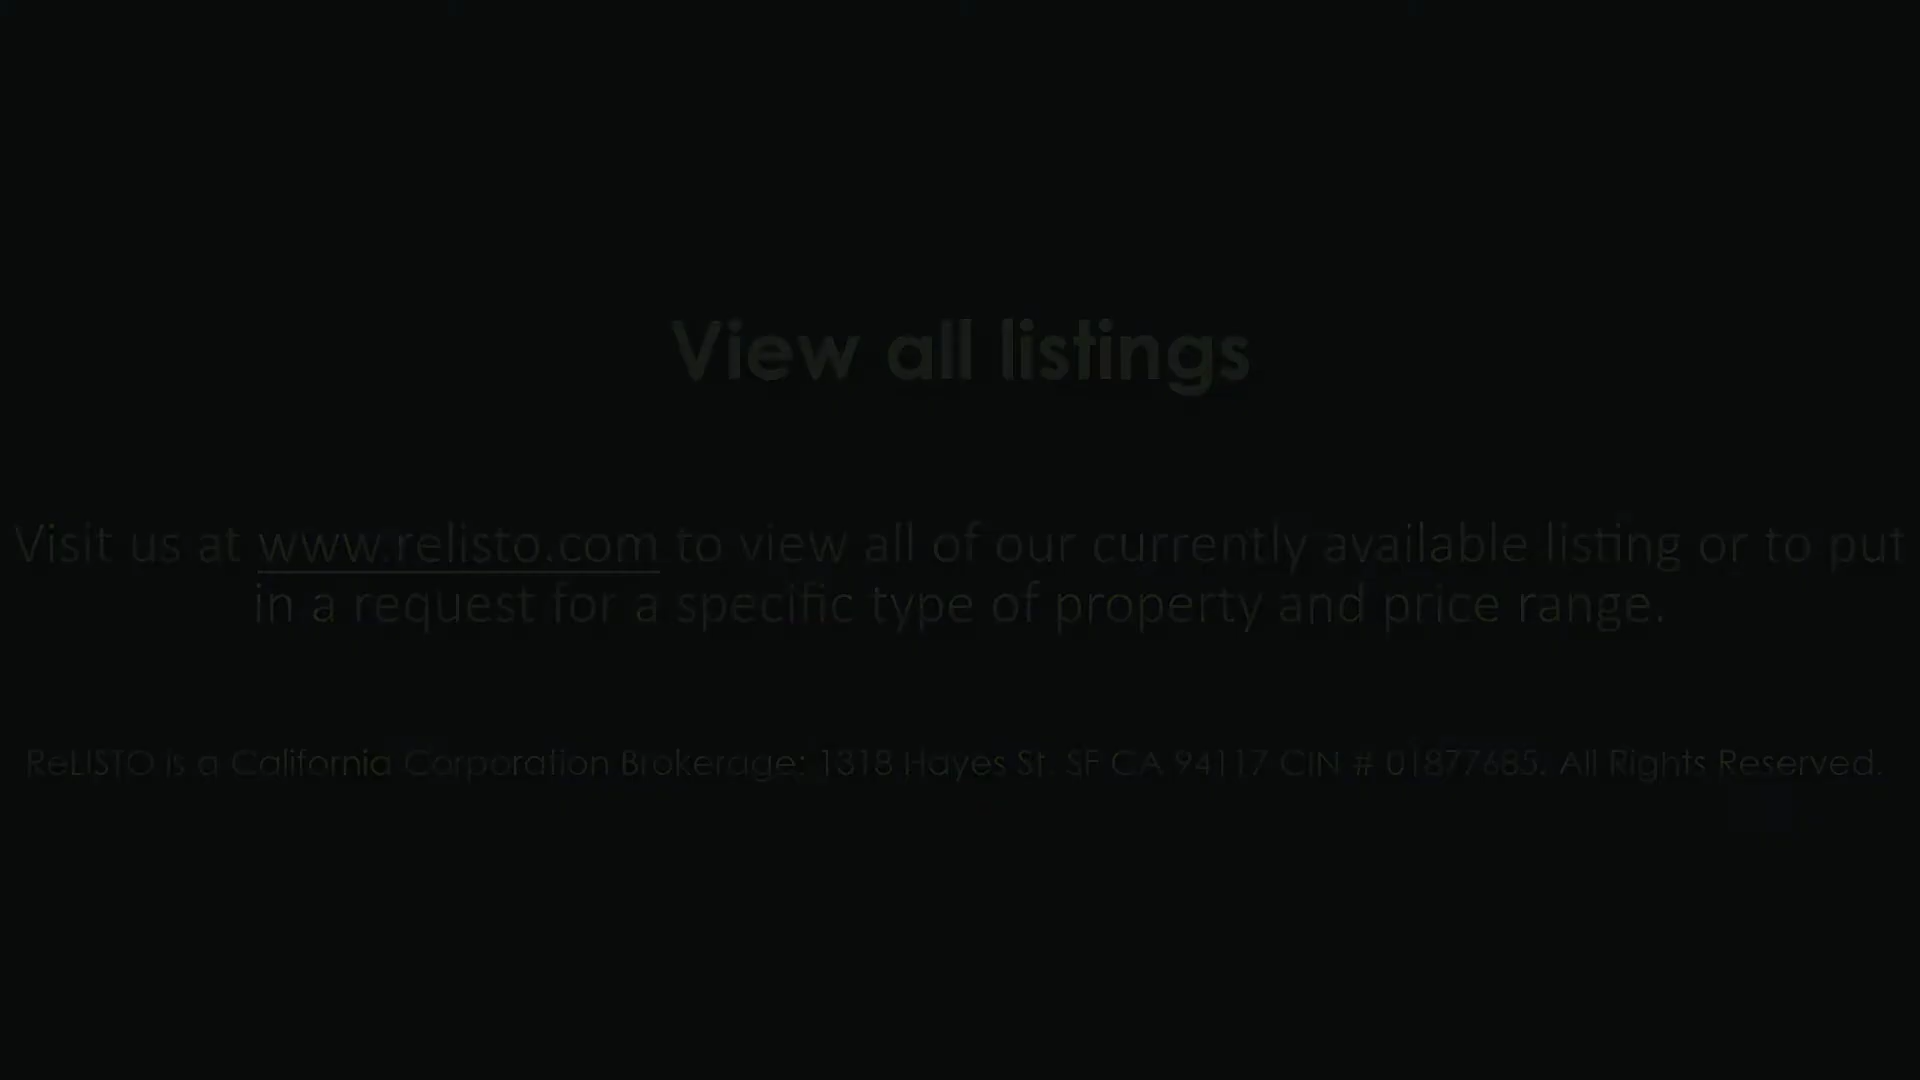 View all listings
Visit us at www.relisto.com to view all of our currently available listing or to put
in a request for a specific type of property and price range.
ReLISTO is a California Corporation Brokerage: 1318 Hayes St. SF CA 94117 CIN # 01877685. All Rights Reserved.